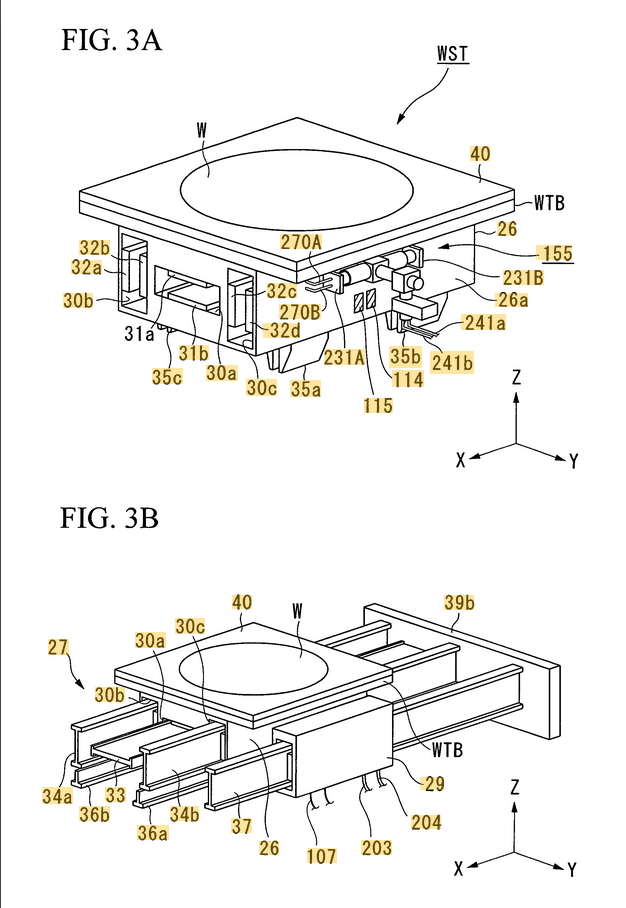 FIG. 3A
WST
W
40
WTB
26
270A
155
32b
32a
32c
231B
30b
270B
26a
32d
31a
241a
31b
231A
35b
35c
30a
30c
35a
114
241b
115
Z
X
Y
FIG. 3B
40
W
39b
30c
30a
27
30b
WTB
29
34a
33
34b
Z
36b
36a
37
204
26
107
203
X
Y